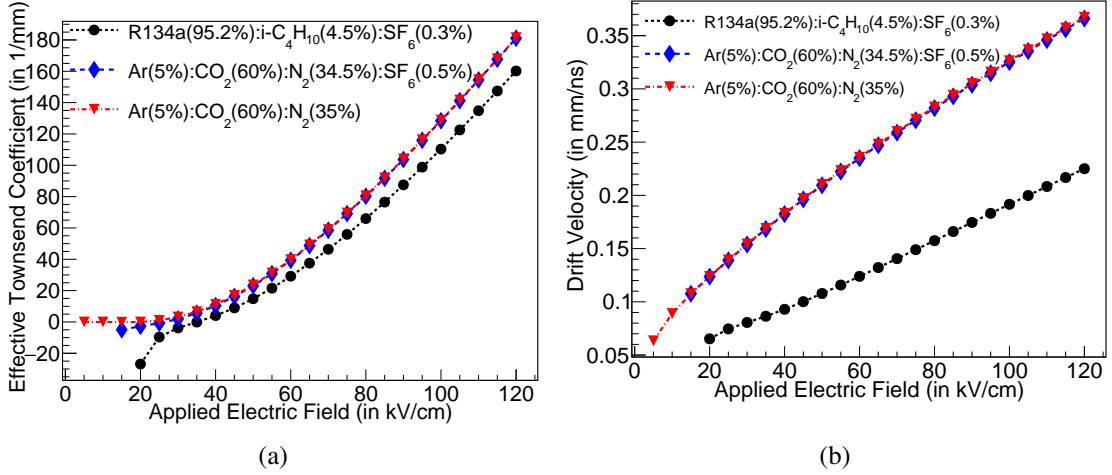 R134a(95.2%):i-C4H10(4.5%):SF6(0.3%)
Ar(5%):CO2(60%):N2(34.5%):SF6(0.5%)
Ar(5%):CO2(60%):N2(35%)
Effective Townsend Coefficient (in 1/mm)
180
160
140
120
100
80
60
40
20
0
−20
0 20 40 60 80 100 120
Applied Electric Field (in kV/cm)
(a)
R134a(95.2%):i-C4H10(4.5%):SF6(0.3%)
Ar(5%):CO2(60%):N2(34.5%):SF6(0.5%)
Ar(5%):CO2(60%):N2(35%)
Drift Velocity (in mm/ns)
0.35
0.3
0.25
0.2
0.15
0.1
0.05
0 20 40 60 80 100 120
Applied Electric Field (in kV/cm)
(b)